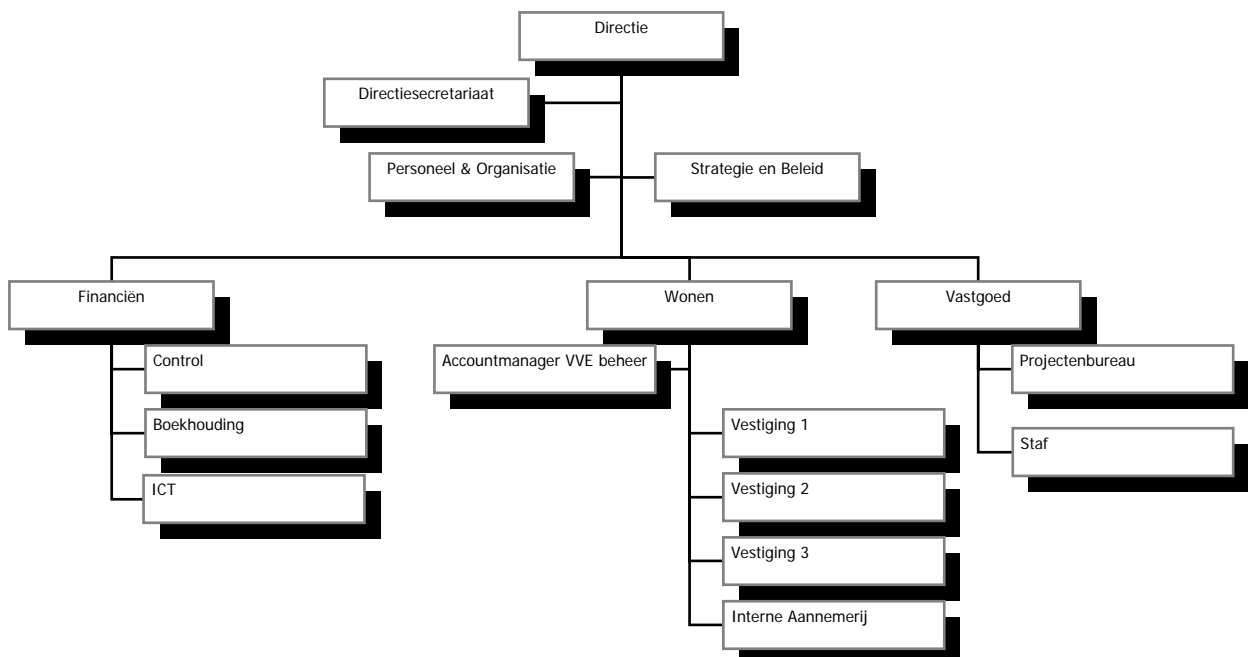 Directie
Directiesecretariaat
Personeel & Organisatie
Strategie en Beleid
Financiën
Wonen
Vastgoed
Control
Accountmanager VVE beheer
Projectenbureau
Boekhouding
Vestiging 1
Staf
ICT
Vestiging 2
Vestiging 3
Interne Aannemerij